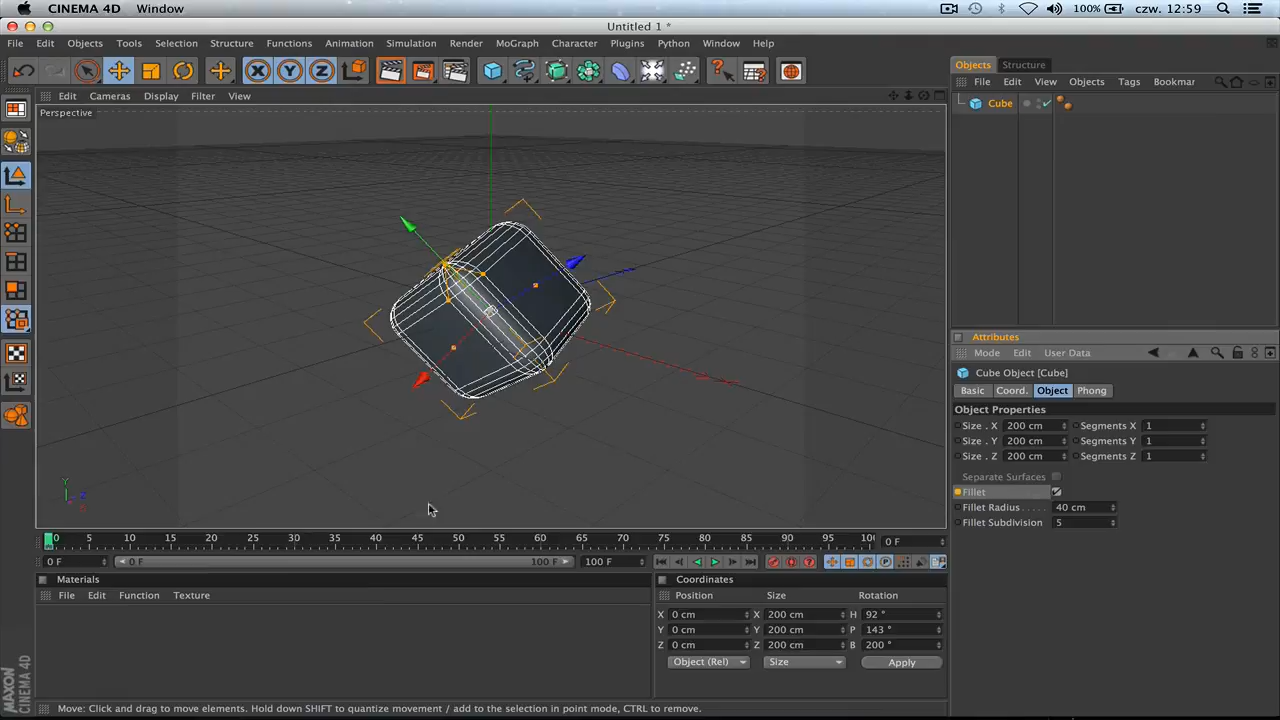 CINEMA 4D Window 100% czw. 12:59
Untitled 1 *
File Edit Objects Tools Selection Structure Functions Animation Simulation Render MoGraph Character Plugins Python Window Help
X Y Z
Edit Cameras Display Filter View
Perspective
Y Z X
0 5 10 15 20 25 30 35 40 45 50 55 60 65 70 75 80 85 90 95 100 0 F
0 F 0 F 100 F 100 F
Materials
File Edit Function Texture
Coordinates
Position Size Rotation
X 0 cm X 200 cm H 92 °
Y 0 cm Y 200 cm P 143 °
Z 0 cm Z 200 cm B 200 °
Object (Rel) Size Apply
MAXON
CINEMA 4D
Move: Click and drag to move elements. Hold down SHIFT to quantize movement / add to the selection in point mode, CTRL to remove.
Objects Structure
File Edit View Objects Tags Bookmar
Cube
Attributes
Mode Edit User Data
Cube Object [Cube]
Basic Coord. Object Phong
Object Properties
Size . X 200 cm Segments X 1
Size . Y 200 cm Segments Y 1
Size . Z 200 cm Segments Z 1
Separate Surfaces
Fillet
Fillet Radius . . . . . 40 cm
Fillet Subdivision 5